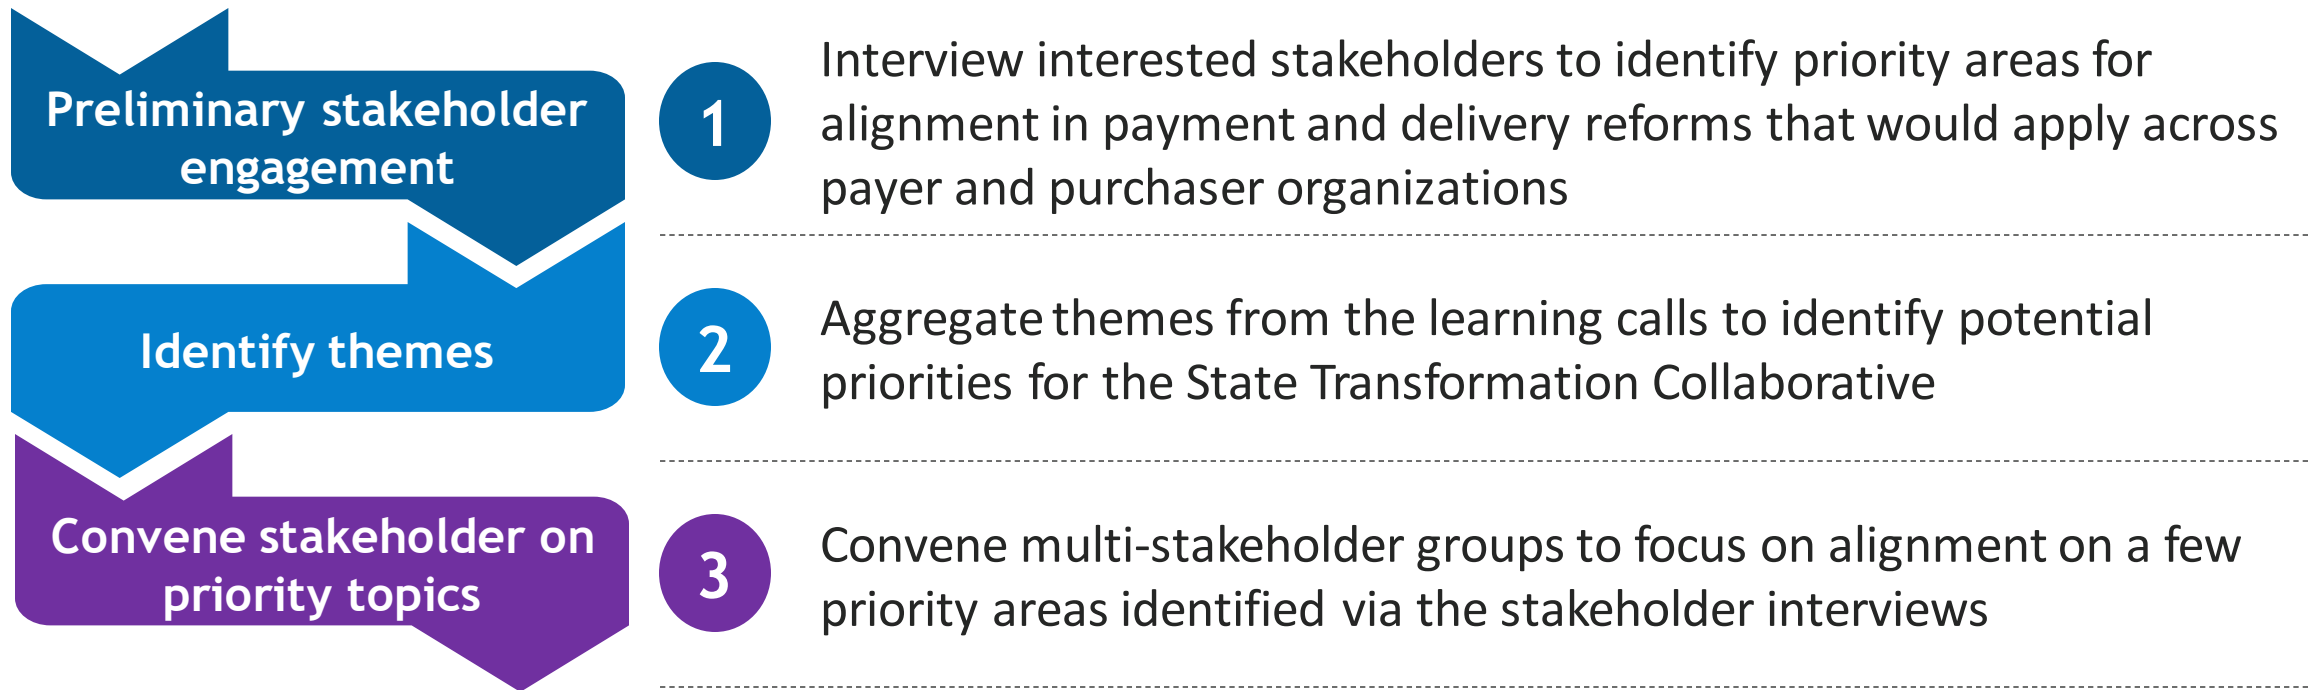 Preliminary stakeholder
engagement
1
Interview interested stakeholders to identify priority areas for
alignment in payment and delivery reforms that would apply across
payer and purchaser organizations
Identify themes
2
Aggregate themes from the learning calls to identify potential
priorities for the State Transformation Collaborative
Convene stakeholder on
priority topics
3
Convene multi-stakeholder groups to focus on alignment on a few
priority areas identified via the stakeholder interviews